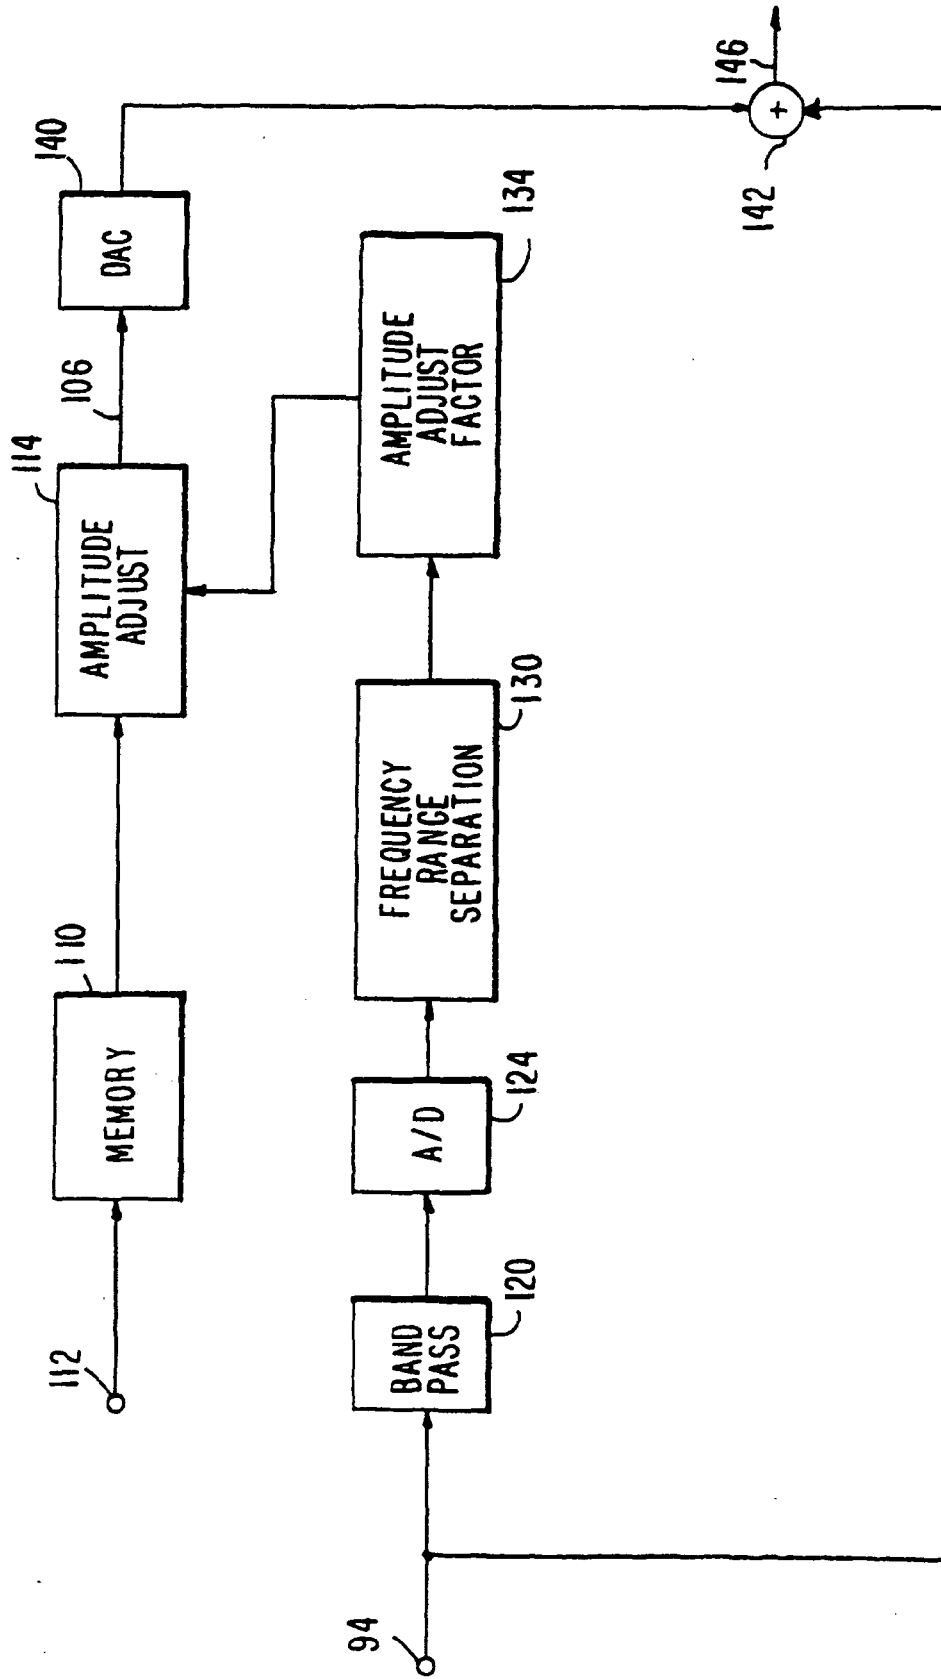 112
MEMORY
110
AMPLITUDE
ADJUST
114
106
DAC
140
94
BAND
PASS
120
A/D
124
FREQUENCY
RANGE
SEPARATION
130
AMPLITUDE
ADJUST
FACTOR
134
+
142
146